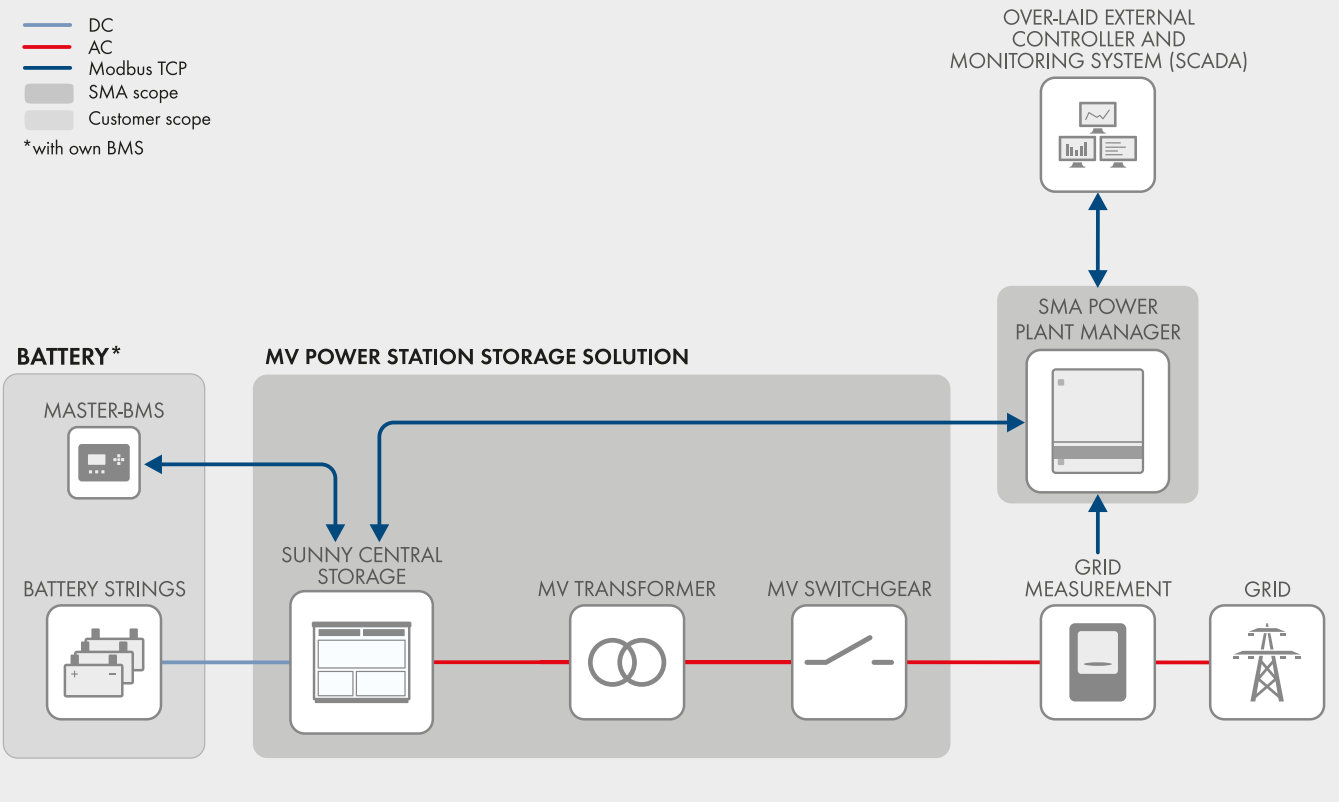 DC
AC
Modbus TCP
SMA scope
Customer scope
*with own BMS
OVER-LAID EXTERNAL
CONTROLLER AND
MONITORING SYSTEM (SCADA)
SMA POWER
PLANT MANAGER
BATTERY*
MV POWER STATION STORAGE SOLUTION
MASTER-BMS
SUNNY CENTRAL
STORAGE
BATTERY STRINGS
MV TRANSFORMER
MV SWITCHGEAR
GRID
MEASUREMENT
GRID